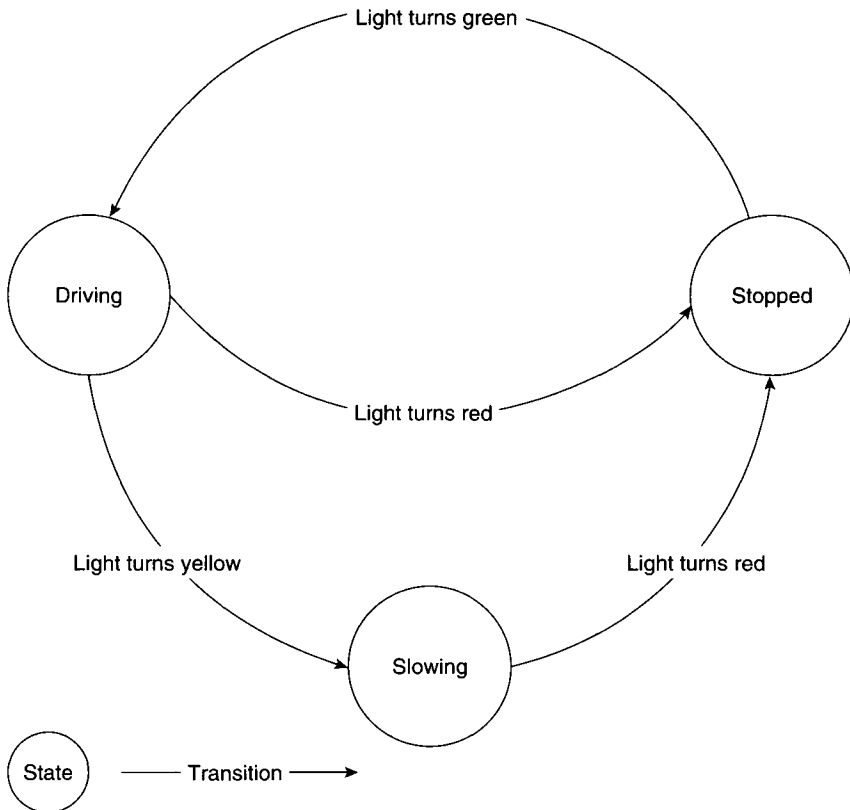 Light turns green
Driving
Stopped
Light turns red
Light turns yellow
Light turns red
Slowing
State
Transition